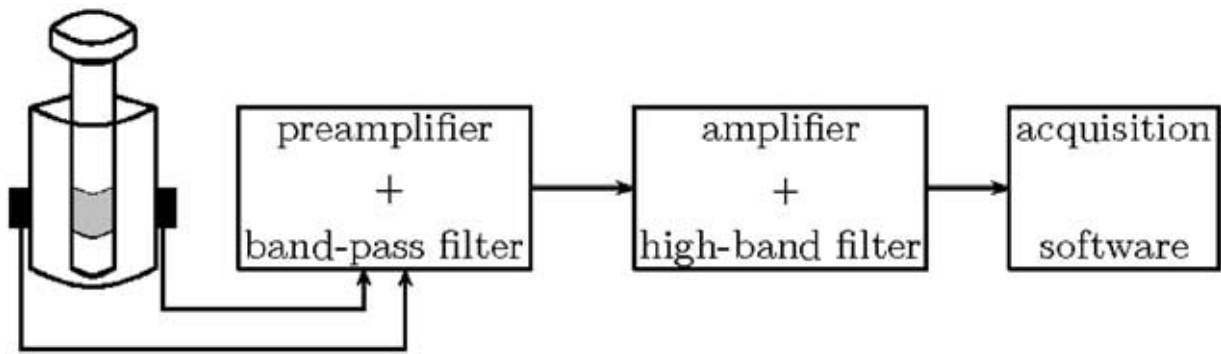 preamplifier
+
band-pass filter
amplifier
+
high-band filter
acquisition
software